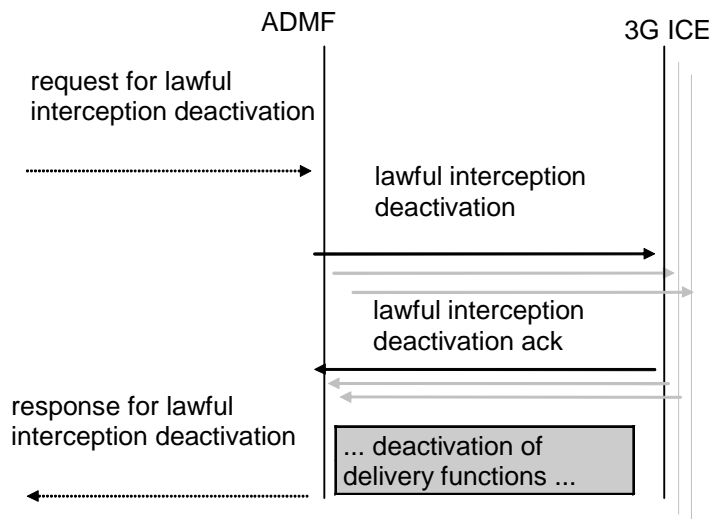 ADMF
3G ICE
request for lawful
interception deactivation
lawful interception
deactivation
lawful interception
deactivation ack
response for lawful
interception deactivation
... deactivation of
delivery functions ...